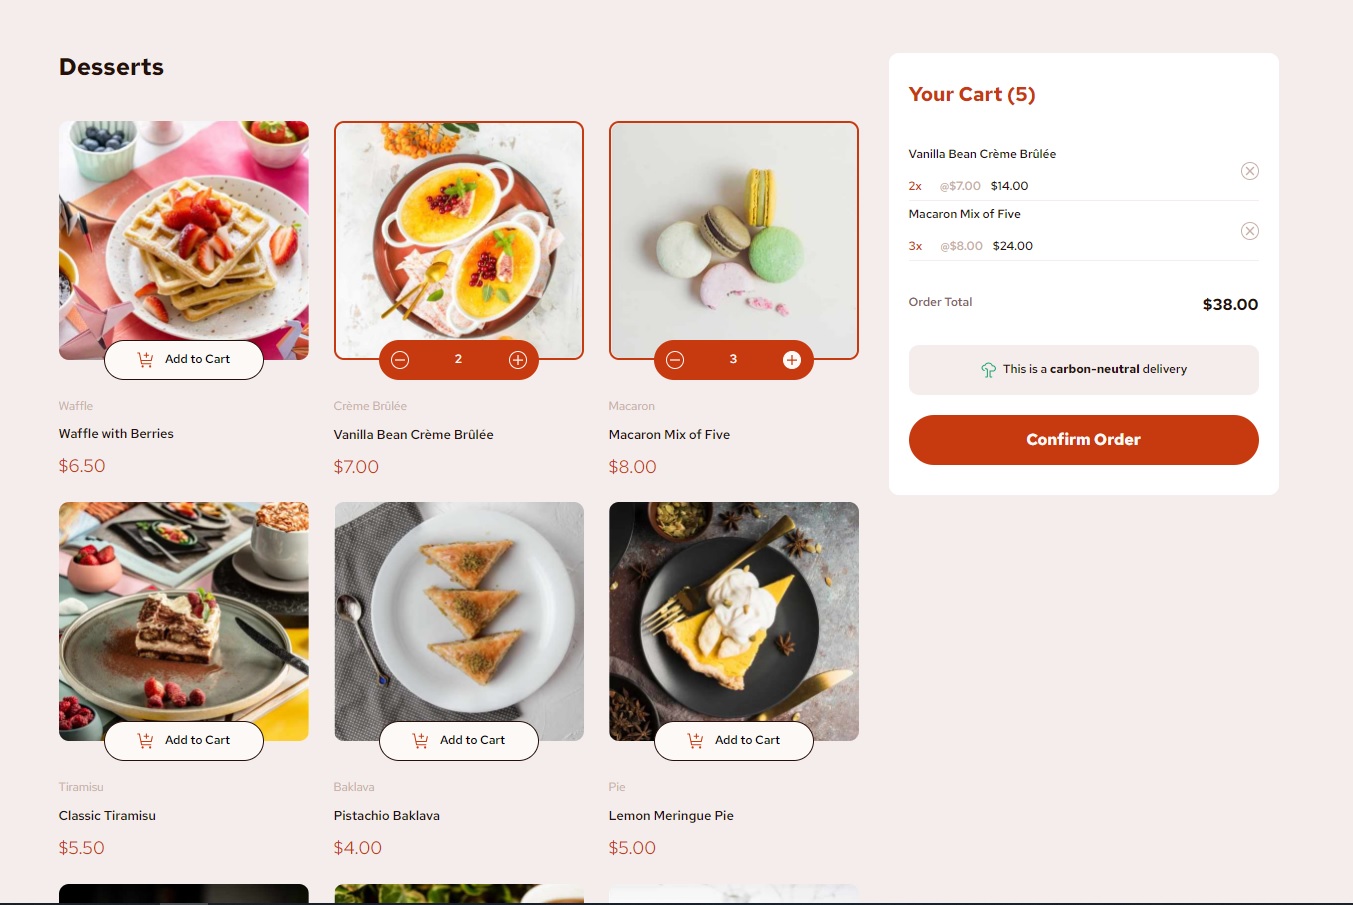 Desserts
Add to Cart
2
3
Waffle
Crème Brûlée
Macaron
Waffle with Berries
Vanilla Bean Crème Brûlée
Macaron Mix of Five
$6.50
$7.00
$8.00
Add to Cart
Add to Cart
Add to Cart
Tiramisu
Baklava
Pie
Classic Tiramisu
Pistachio Baklava
Lemon Meringue Pie
$5.50
$4.00
$5.00
Your Cart (5)
Vanilla Bean Crème Brûlée
2x @$7.00 $14.00
Macaron Mix of Five
3x @$8.00 $24.00
Order Total $38.00
This is a carbon-neutral delivery
Confirm Order